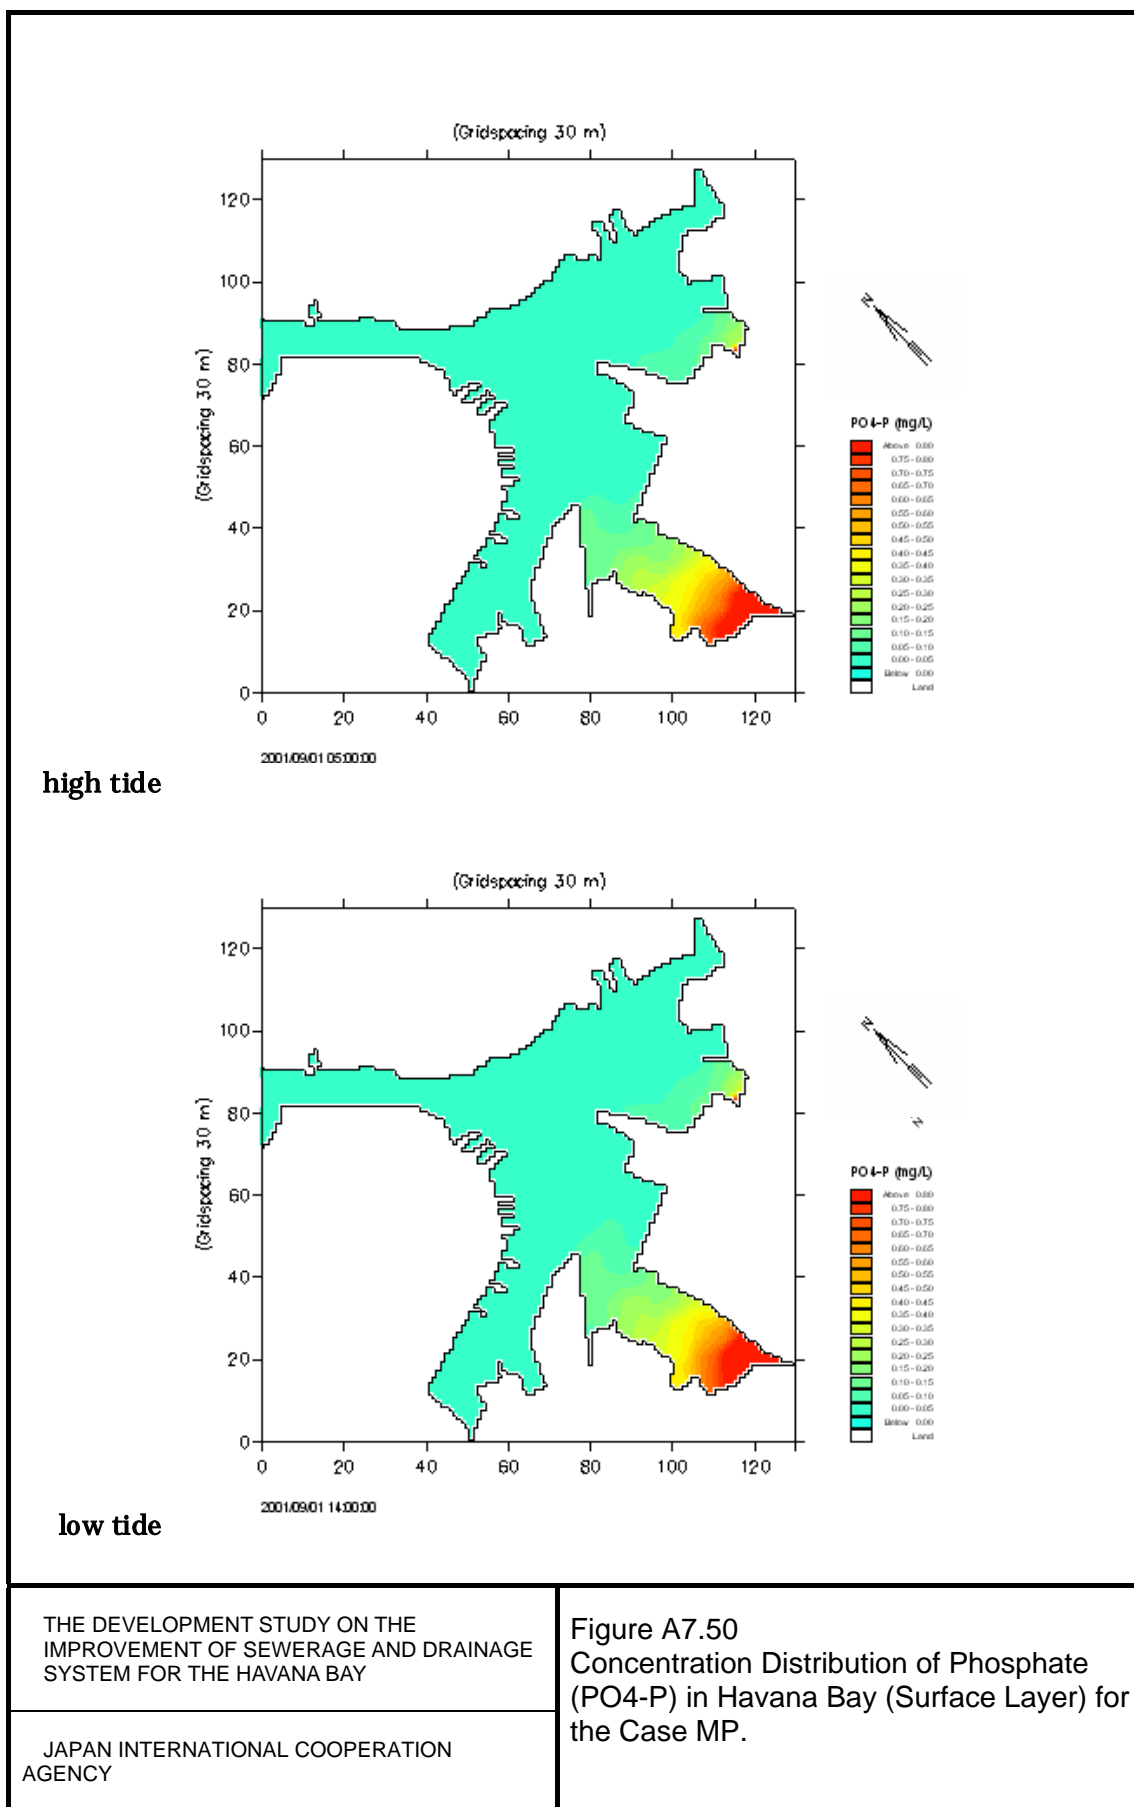 (Gridspacing 30 m)
(Gridspacing 30 m)
120
100
80
60
40
20
0
0 20 40 60 80 100 120
2001/09/01 05:00:00
N
PO4-P (mg/L)
Above 0.80
0.75-0.80
0.70-0.75
0.65-0.70
0.60-0.65
0.55-0.60
0.50-0.55
0.45-0.50
0.40-0.45
0.35-0.40
0.30-0.35
0.25-0.30
0.20-0.25
0.15-0.20
0.10-0.15
0.05-0.10
0.00-0.05
Below 0.00
Land
high tide
(Gridspacing 30 m)
(Gridspacing 30 m)
120
100
80
60
40
20
0
0 20 40 60 80 100 120
2001/09/01 14:00:00
N
N
PO4-P (mg/L)
Above 0.80
0.75-0.80
0.70-0.75
0.65-0.70
0.60-0.65
0.55-0.60
0.50-0.55
0.45-0.50
0.40-0.45
0.35-0.40
0.30-0.35
0.25-0.30
0.20-0.25
0.15-0.20
0.10-0.15
0.05-0.10
0.00-0.05
Below 0.00
Land
low tide
THE DEVELOPMENT STUDY ON THE
IMPROVEMENT OF SEWERAGE AND DRAINAGE
SYSTEM FOR THE HAVANA BAY
JAPAN INTERNATIONAL COOPERATION
AGENCY
Figure A7.50
Concentration Distribution of Phosphate
(PO4-P) in Havana Bay (Surface Layer) for
the Case MP.